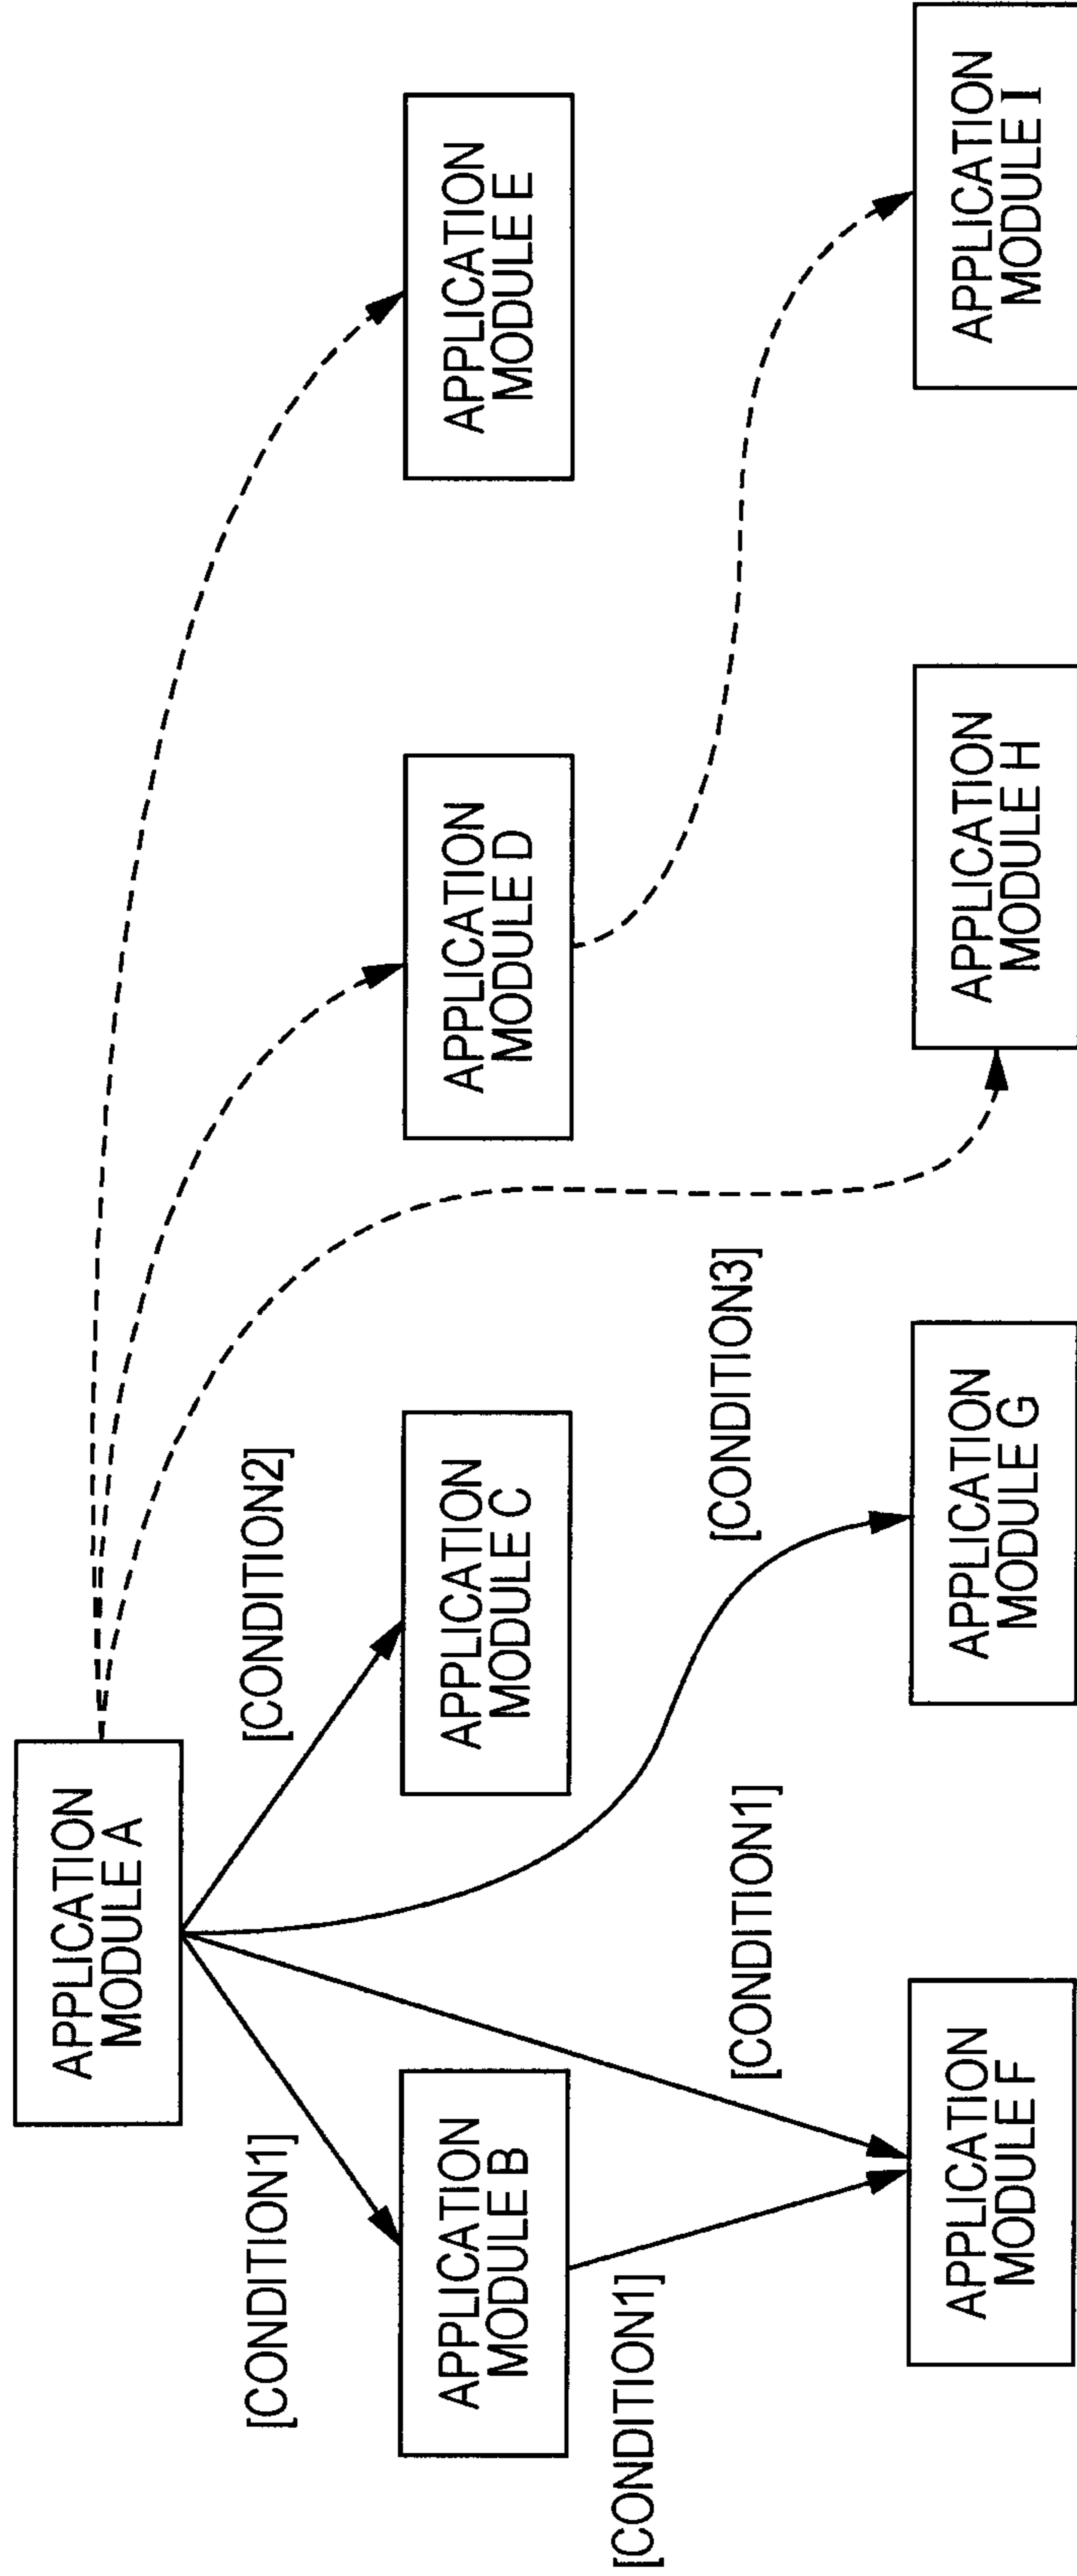 APPLICATION
MODULE A
[CONDITION1]
[CONDITION2]
APPLICATION
MODULE B
APPLICATION
MODULE C
APPLICATION
MODULE D
APPLICATION
MODULE E
[CONDITION1]
[CONDITION1]
[CONDITION3]
APPLICATION
MODULE F
APPLICATION
MODULE G
APPLICATION
MODULE H
APPLICATION
MODULE I